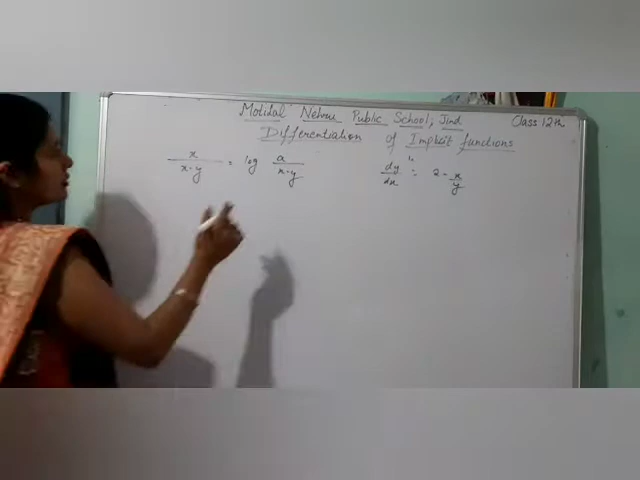 Motilal Nehru Public School, Jind
Class 12th
Differentiation of Implicit functions
x/(x-y) = log a/(x-y)
dy/dx = 2 - x/y